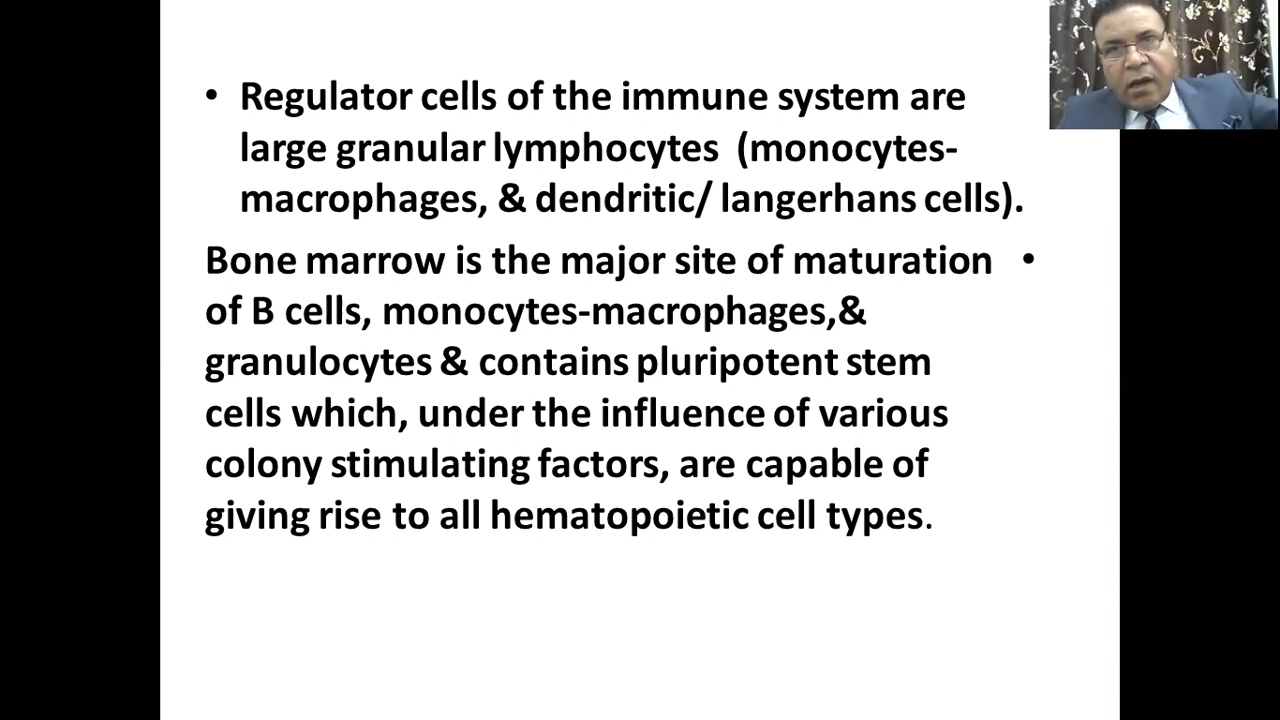 • Regulator cells of the immune system are
large granular lymphocytes (monocytes-
macrophages, & dendritic/ langerhans cells).
Bone marrow is the major site of maturation •
of B cells, monocytes-macrophages,&
granulocytes & contains pluripotent stem
cells which, under the influence of various
colony stimulating factors, are capable of
giving rise to all hematopoietic cell types.